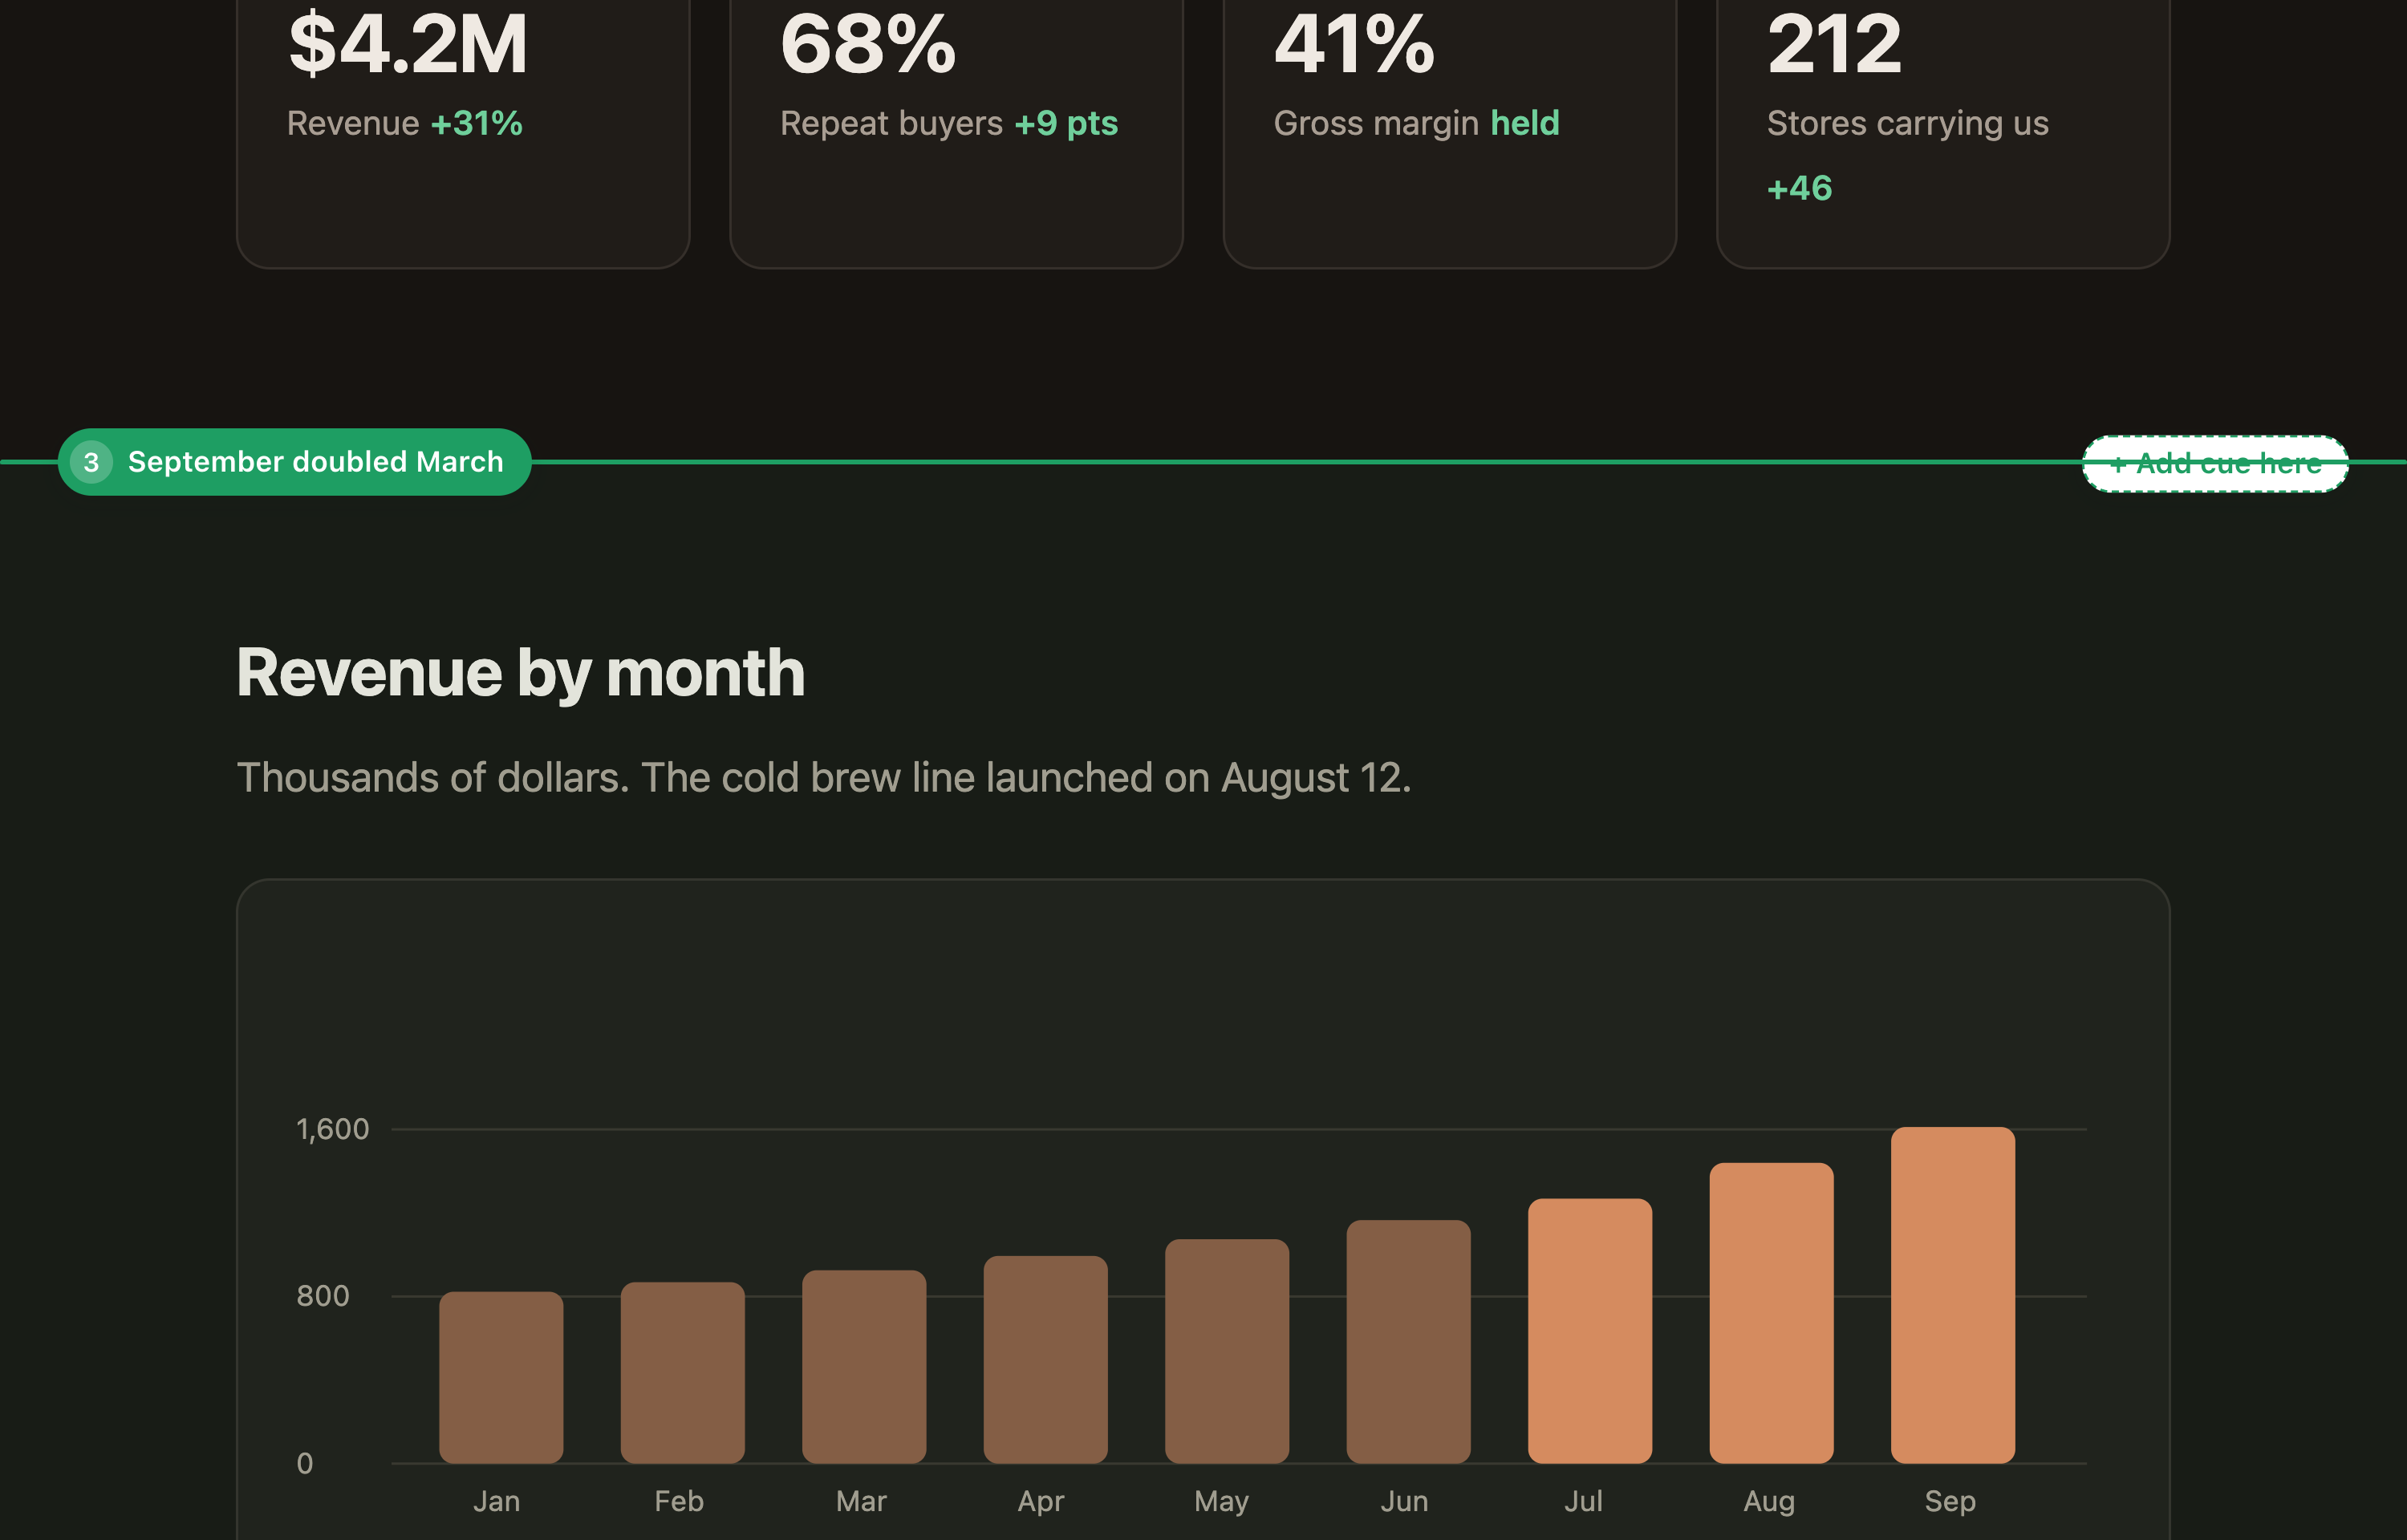 $4.2M
68%
41%
212
Revenue +31%
Repeat buyers +9 pts
Gross margin held
Stores carrying us
+46
3 September doubled March
+ Add cue here
Revenue by month
Thousands of dollars. The cold brew line launched on August 12.
1,600
800
0
Jan Feb Mar Apr May Jun Jul Aug Sep